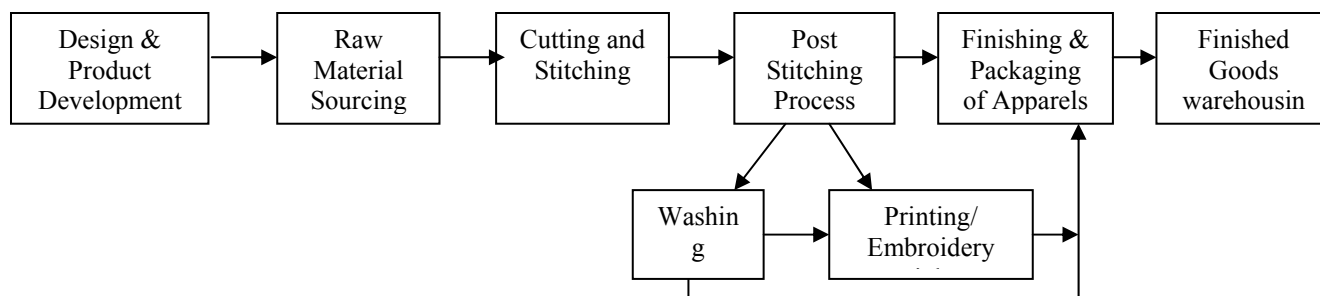 Design &
Product
Development
Raw
Material
Sourcing
Cutting and
Stitching
Post
Stitching
Process
Finishing &
Packaging
of Apparels
Finished
Goods
warehousin
Washin
g
Printing/
Embroidery